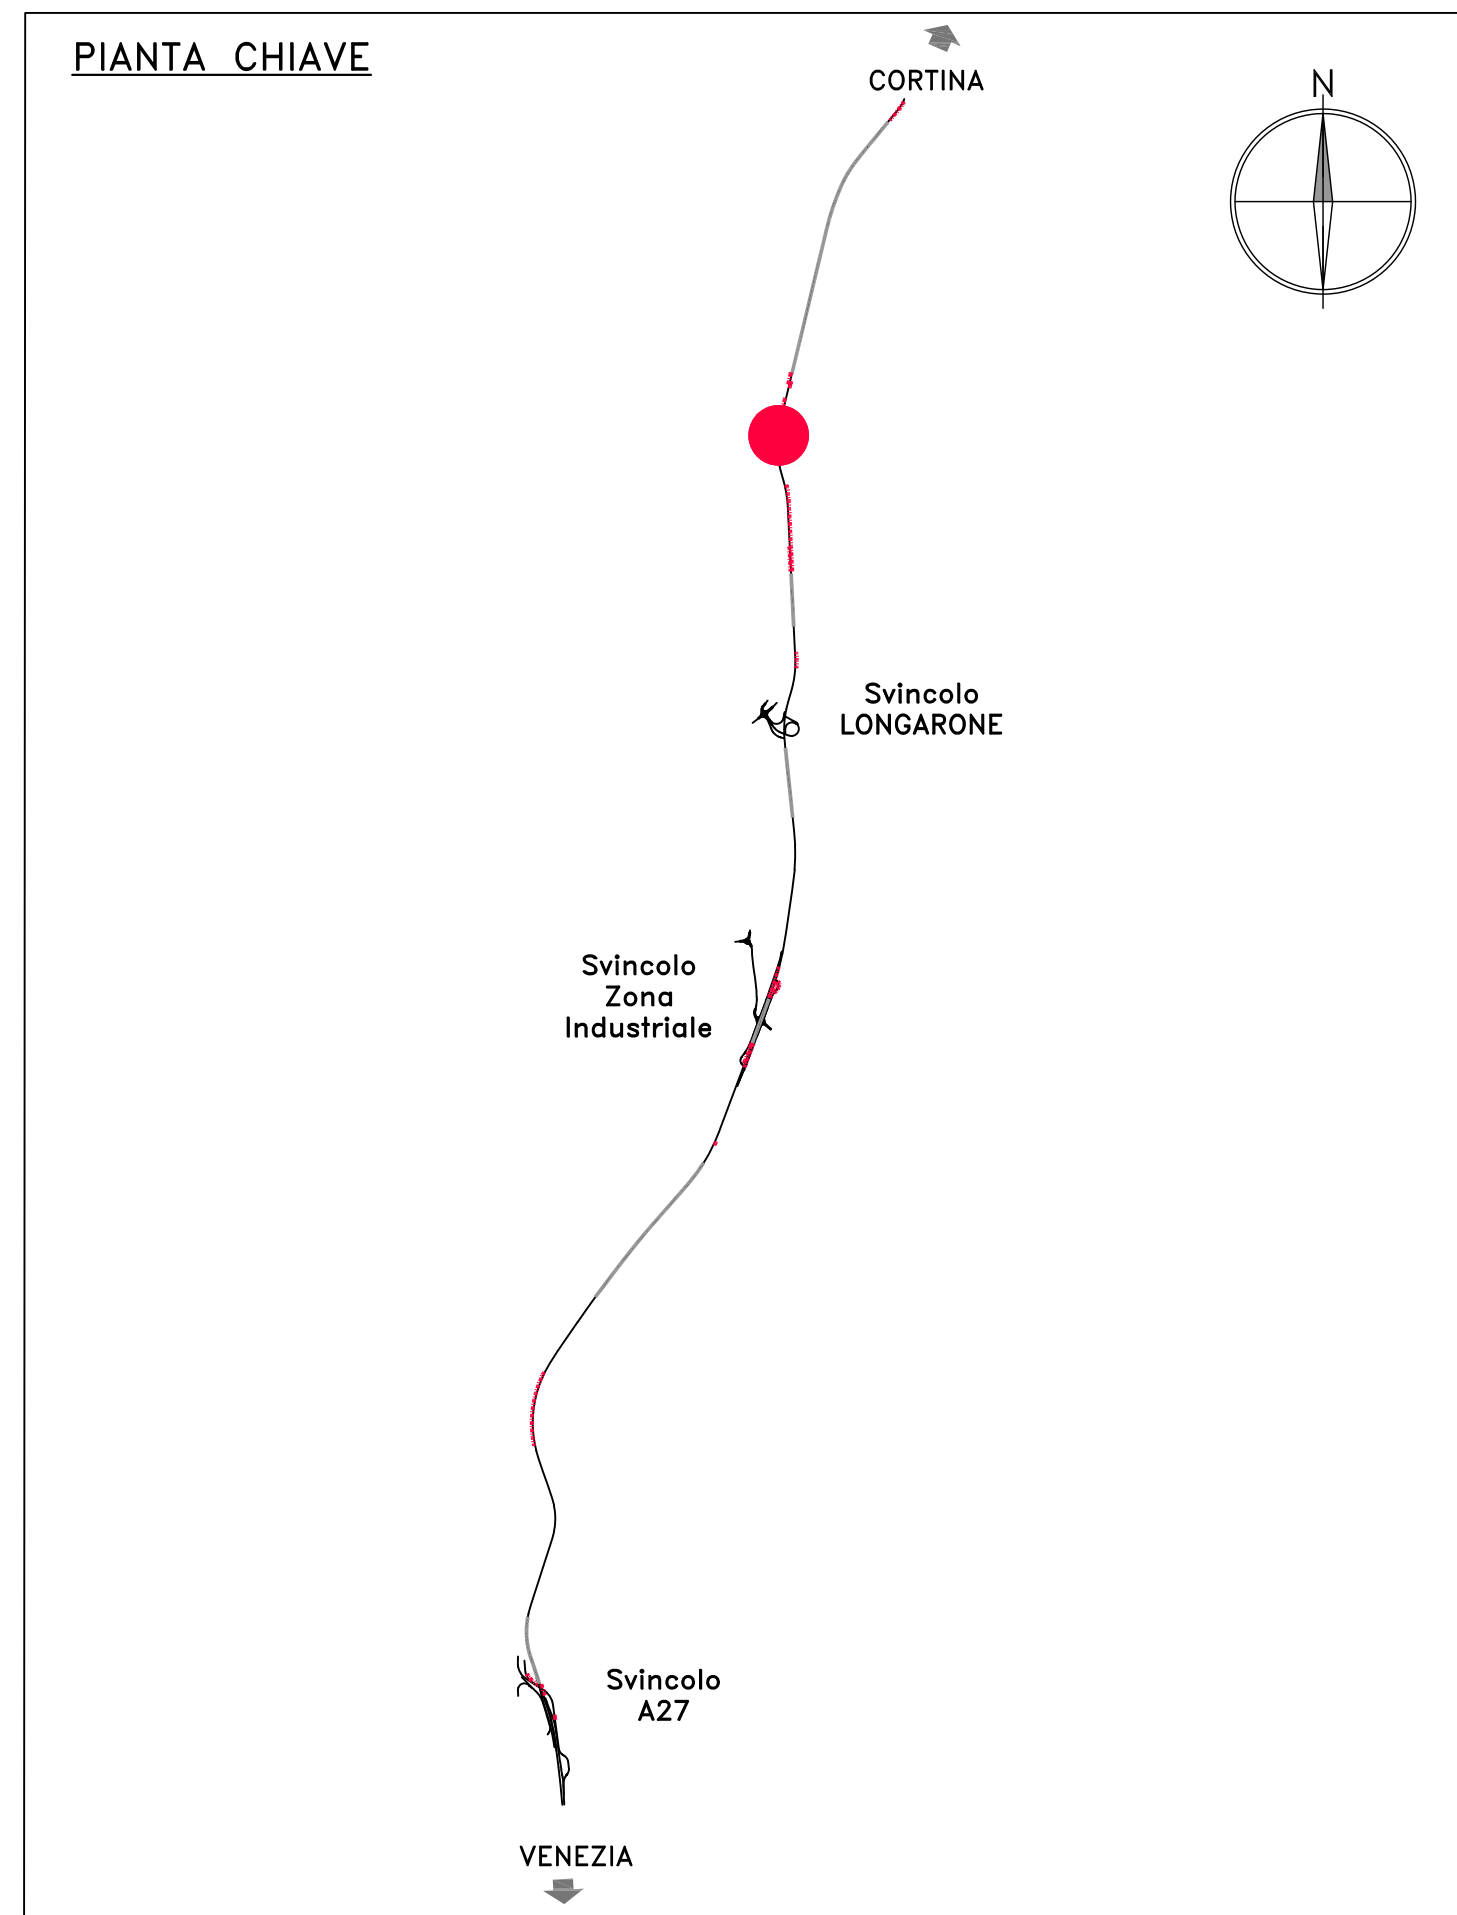 PIANTA CHIAVE
CORTINA
N
Svincolo
LONGARONE
Svincolo
Zona
Industriale
Svincolo
A27
VENEZIA